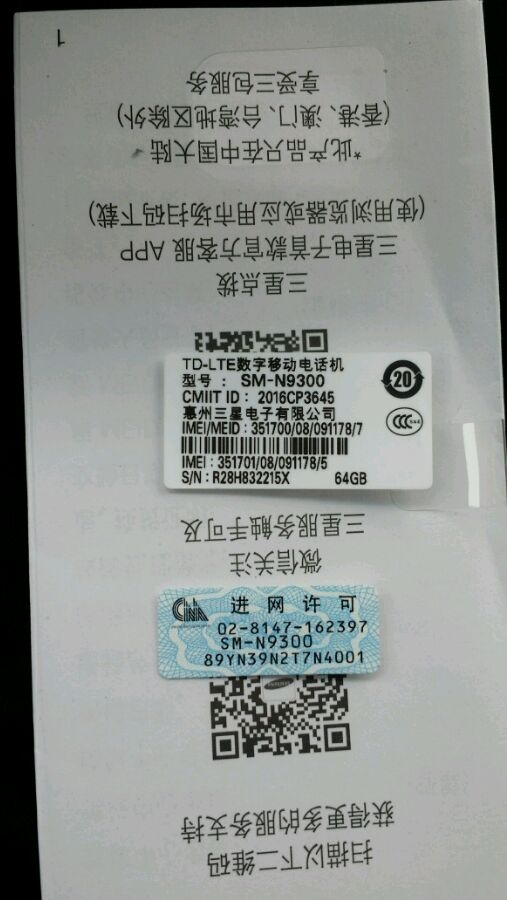 扫描以下二维码
获得更多的服务支持
微信关注
三星服务触手可及
三星点拨
三星电子首款官方客服 APP
(使用浏览器或应用市场扫码下载)
*此产品只在中国大陆
(香港、澳门、台湾地区除外)
享受三包服务
1
TD-LTE数字移动电话机
型号： SM-N9300
CMIIT ID： 2016CP3645
惠州三星电子有限公司
IMEI/MEID : 351700/08/091178/7
IMEI : 351701/08/091178/5
S/N : R28H832215X 64GB
20
CCC
进网许可
02-8147-162397
SM-N9300
89YN39N2T7N4001